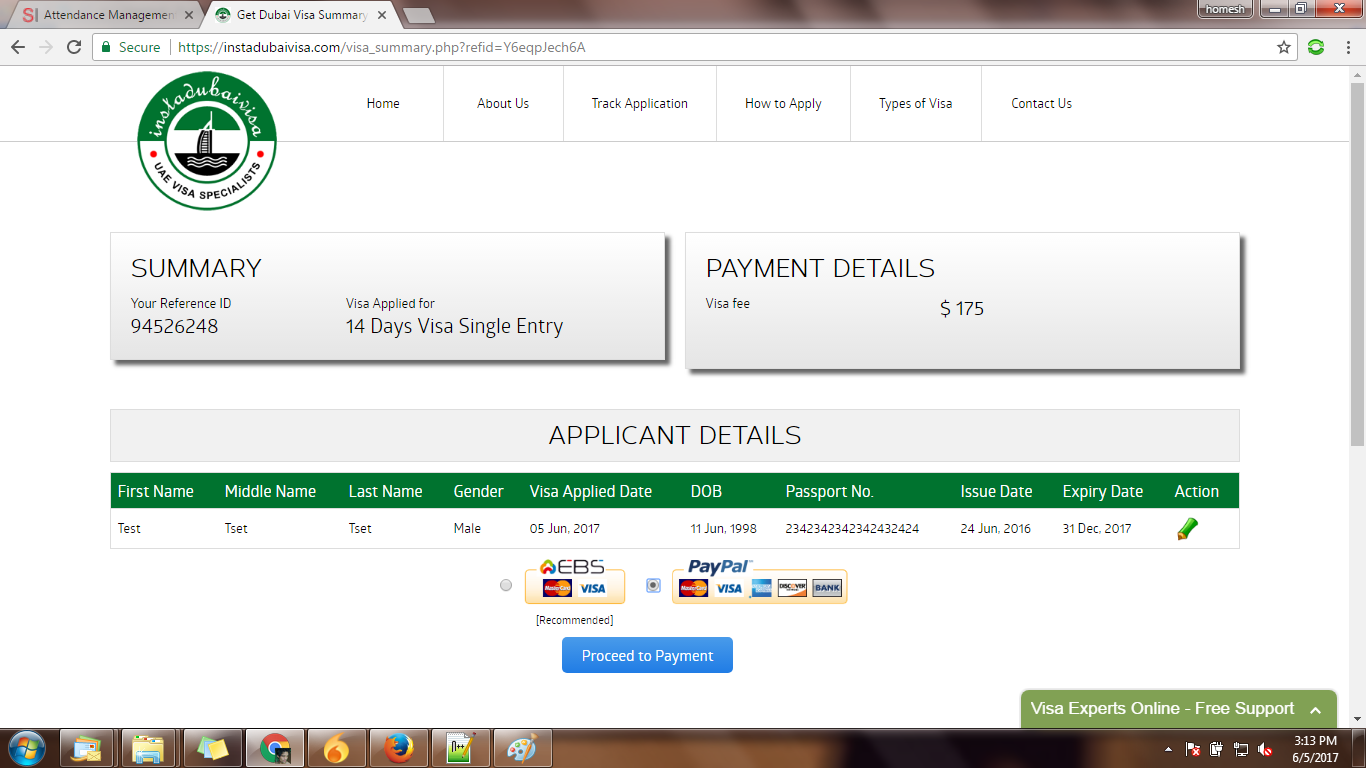 Attendance Managemen
Get Dubai Visa Summary
homesh
Secure
https://instadubaivisa.com/visa_summary.php?refid=Y6eqpJech6A
instadubaivisa
UAE VISA SPECIALISTS
Home
About Us
Track Application
How to Apply
Types of Visa
Contact Us
SUMMARY
Your Reference ID
94526248
Visa Applied for
14 Days Visa Single Entry
PAYMENT DETAILS
Visa fee
$ 175
APPLICANT DETAILS
First Name Middle Name Last Name Gender Visa Applied Date DOB Passport No. Issue Date Expiry Date Action
Test Tset Tset Male 05 Jun, 2017 11 Jun, 1998 2342342342342432424 24 Jun, 2016 31 Dec, 2017
EBS
MasterCard VISA
[Recommended]
PayPal
MasterCard VISA DISCOVER BANK
Proceed to Payment
Visa Experts Online - Free Support
3:13 PM
6/5/2017